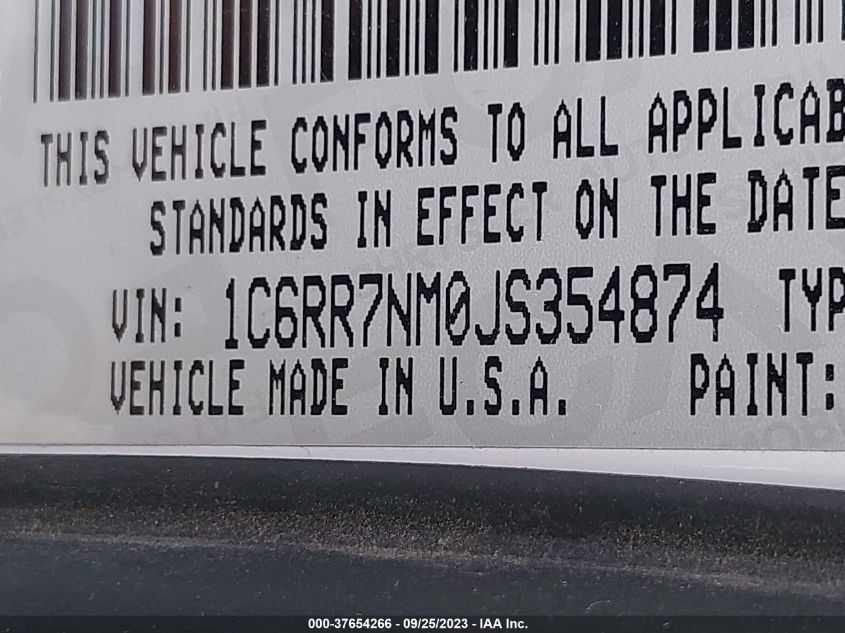 THIS VEHICLE CONFORMS TO ALL APPLICAB
STANDARDS IN EFFECT ON THE DATE
VIN: 1C6RR7NM0JS354874 TYP
VEHICLE MADE IN U.S.A. PAINT:
000-37654266 - 09/25/2023 - IAA Inc.